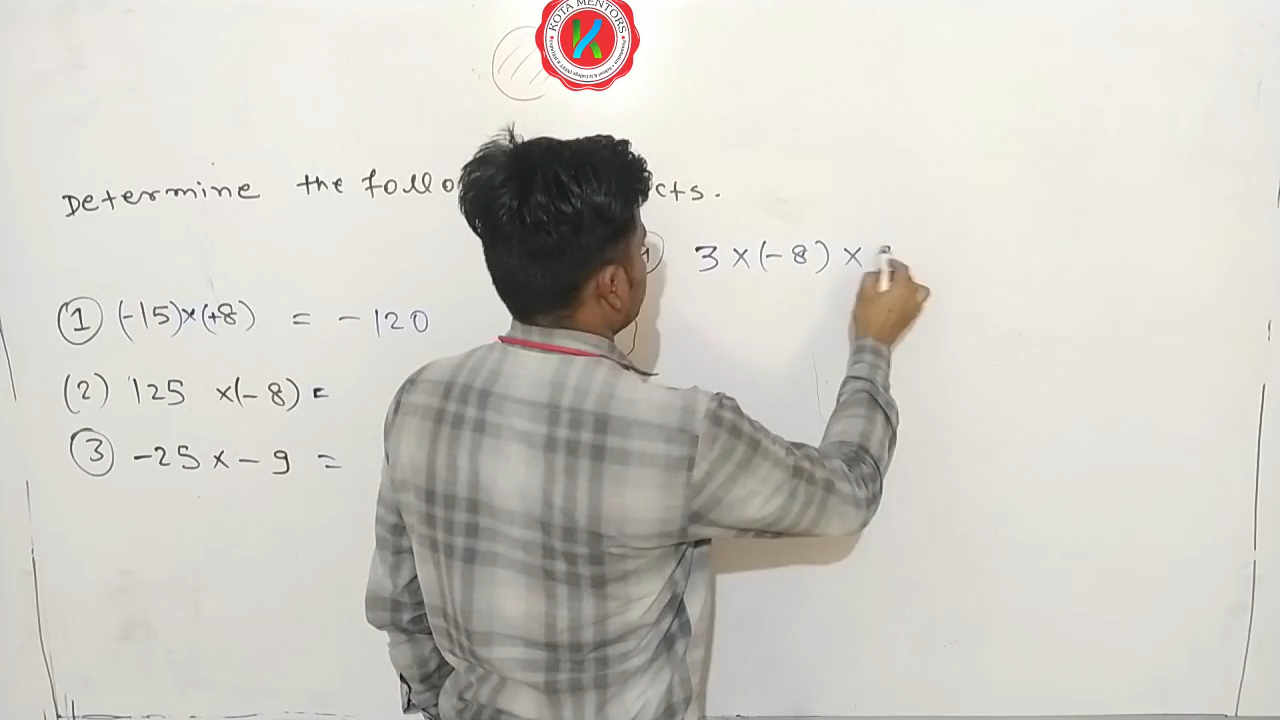 KOTA MENTORS
Determine the follo cts.
① (-15)×(+8) = -120
(2) 125 ×(-8) =
③ -25 × -9 =
3 ×(-8) ×